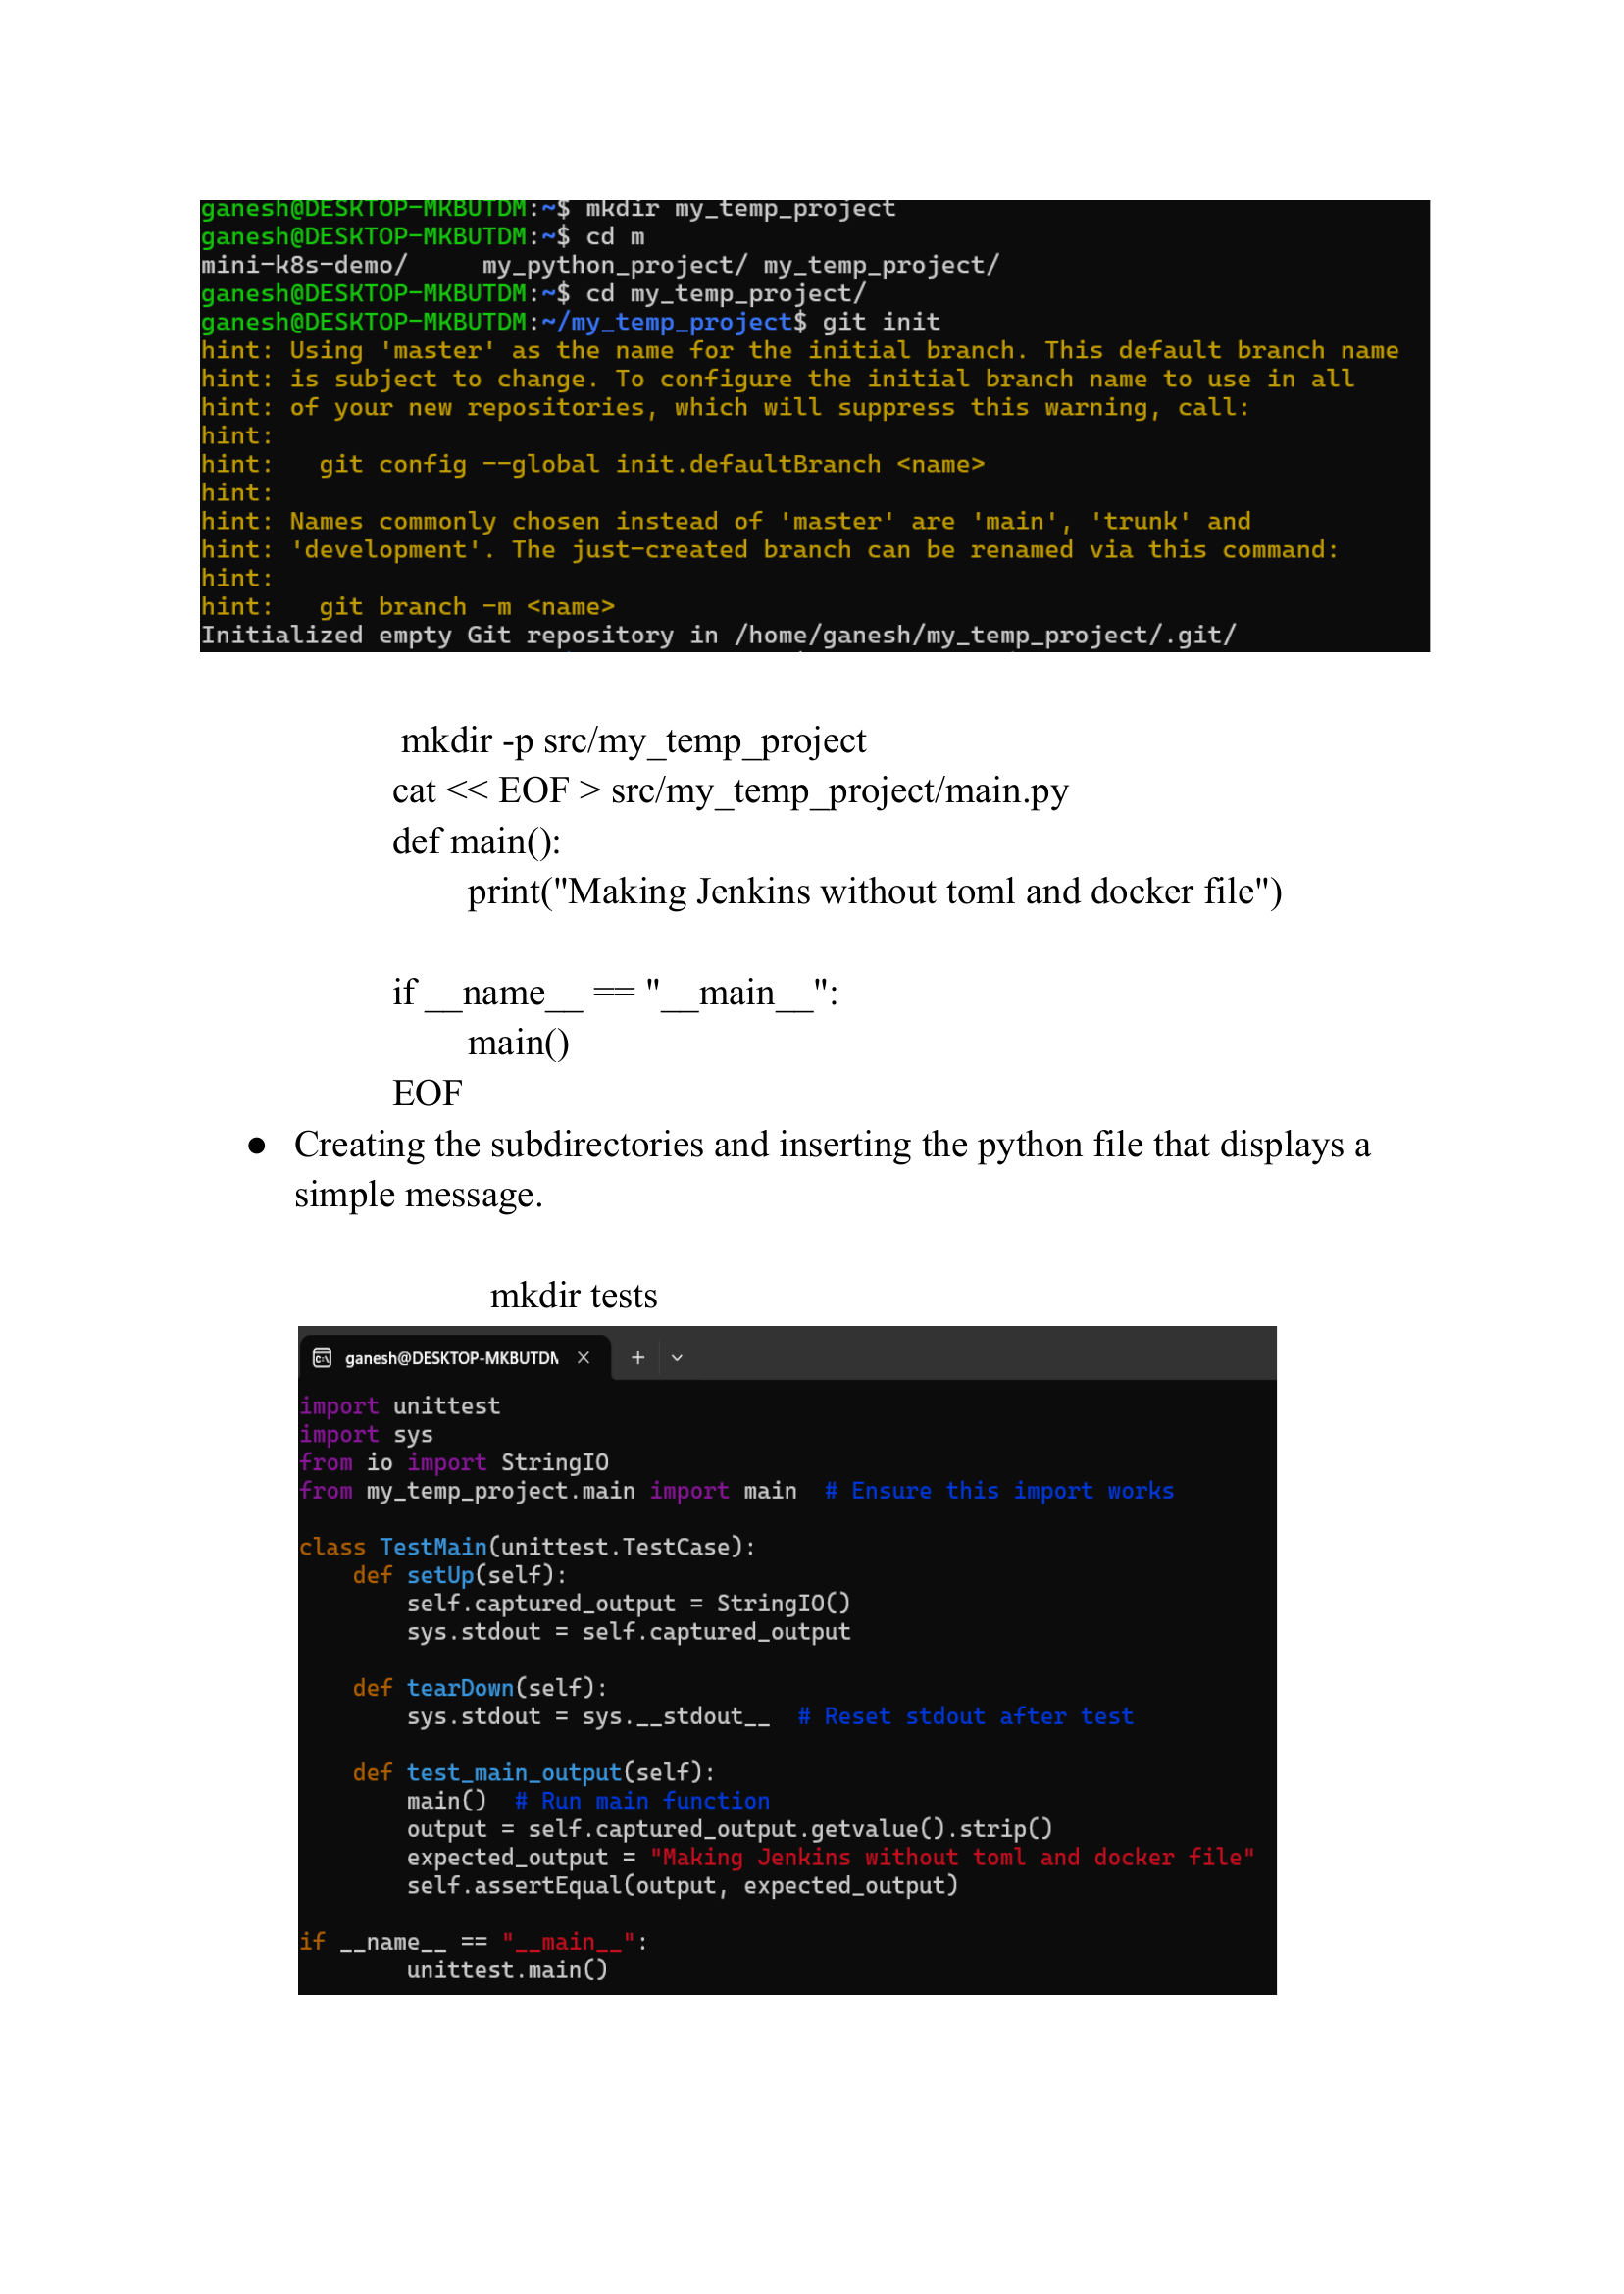 ganesh@DESKTOP-MKBUTDM:~$ mkdir my_temp_project
ganesh@DESKTOP-MKBUTDM:~$ cd m
mini-k8s-demo/     my_python_project/ my_temp_project/
ganesh@DESKTOP-MKBUTDM:~$ cd my_temp_project/
ganesh@DESKTOP-MKBUTDM:~/my_temp_project$ git init
hint: Using 'master' as the name for the initial branch. This default branch name
hint: is subject to change. To configure the initial branch name to use in all
hint: of your new repositories, which will suppress this warning, call:
hint:
hint:   git config --global init.defaultBranch <name>
hint:
hint: Names commonly chosen instead of 'master' are 'main', 'trunk' and
hint: 'development'. The just-created branch can be renamed via this command:
hint:
hint:   git branch -m <name>
Initialized empty Git repository in /home/ganesh/my_temp_project/.git/
mkdir -p src/my_temp_project
cat << EOF > src/my_temp_project/main.py
def main():
    print("Making Jenkins without toml and docker file")
if __name__ == "__main__":
    main()
EOF
● Creating the subdirectories and inserting the python file that displays a
simple message.
mkdir tests
ganesh@DESKTOP-MKBUTDM
import unittest
import sys
from io import StringIO
from my_temp_project.main import main  # Ensure this import works
class TestMain(unittest.TestCase):
    def setUp(self):
        self.captured_output = StringIO()
        sys.stdout = self.captured_output
    def tearDown(self):
        sys.stdout = sys.__stdout__  # Reset stdout after test
    def test_main_output(self):
        main()  # Run main function
        output = self.captured_output.getvalue().strip()
        expected_output = "Making Jenkins without toml and docker file"
        self.assertEqual(output, expected_output)
if __name__ == "__main__":
        unittest.main()